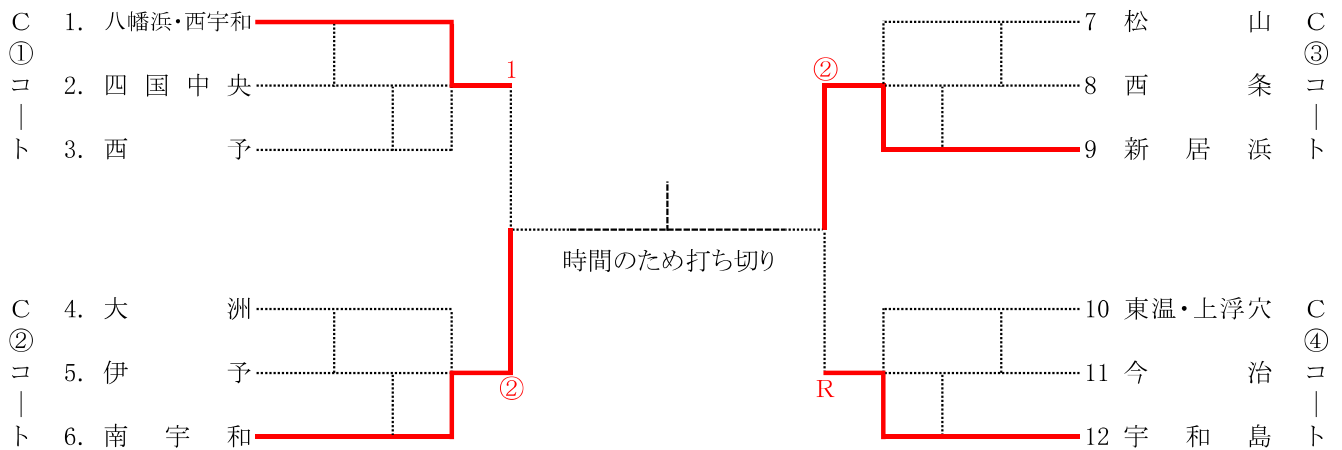 C①コート
1. 八幡浜・西宇和
2. 四国中央
3. 西予
1
C②コート
4. 大洲
5. 伊予
6. 南宇和
②
時間のため打ち切り
②
7 松山
8 西条
9 新居浜
C③コート
R
10 東温・上浮穴
11 今治
12 宇和島
C④コート